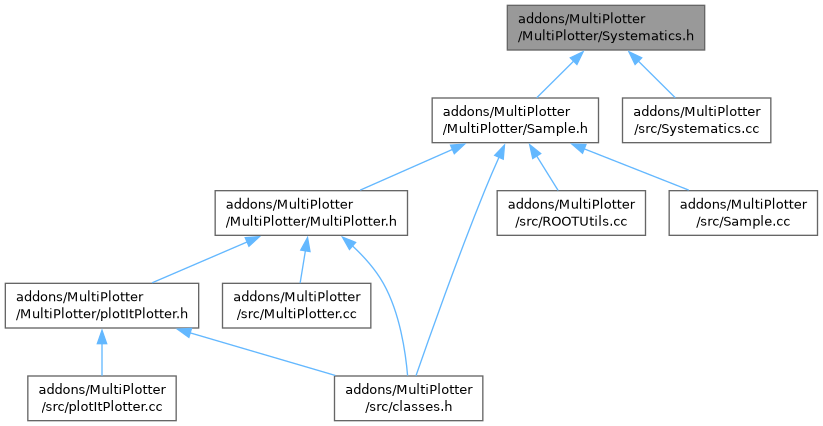 addons/MultiPlotter
/MultiPlotter/Systematics.h
addons/MultiPlotter
/MultiPlotter/Sample.h
addons/MultiPlotter
/src/Systematics.cc
addons/MultiPlotter
/MultiPlotter/MultiPlotter.h
addons/MultiPlotter
/src/ROOTUtils.cc
addons/MultiPlotter
/src/Sample.cc
addons/MultiPlotter
/MultiPlotter/plotItPlotter.h
addons/MultiPlotter
/src/MultiPlotter.cc
addons/MultiPlotter
/src/plotItPlotter.cc
addons/MultiPlotter
/src/classes.h